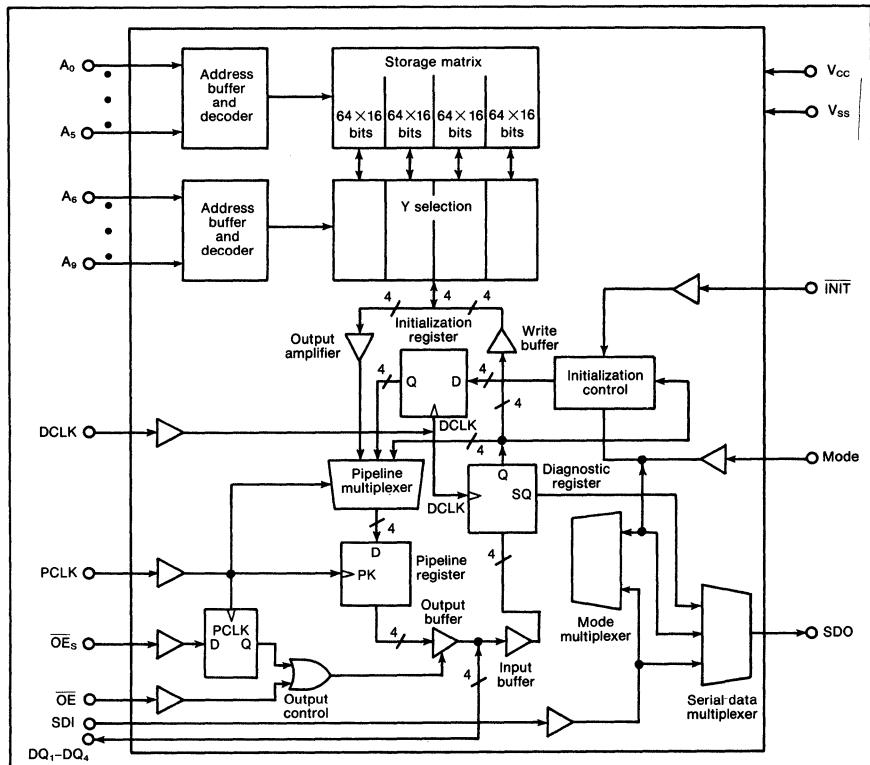 A0
A5
Address
buffer
and
decoder
Storage matrix
64 × 16
bits
64 × 16
bits
64 × 16
bits
64 × 16
bits
VCC
VSS
A6
A9
Address
buffer
and
decoder
Y selection
4
4
4
INIT
Output
amplifier
Initialization
register
Write
buffer
4
Q
D
4
Initialization
control
4
DCLK
DCLK
4
Mode
Pipeline
multiplexer
Q
SQ
Diagnostic
register
DCLK
4
4
PCLK
D
PK
Pipeline
register
Mode
multiplexer
SDO
OES
PCLK
D
Q
4
Output
buffer
Input
buffer
4
OE
Output
control
Serial data
multiplexer
SDI
DQ1–DQ4